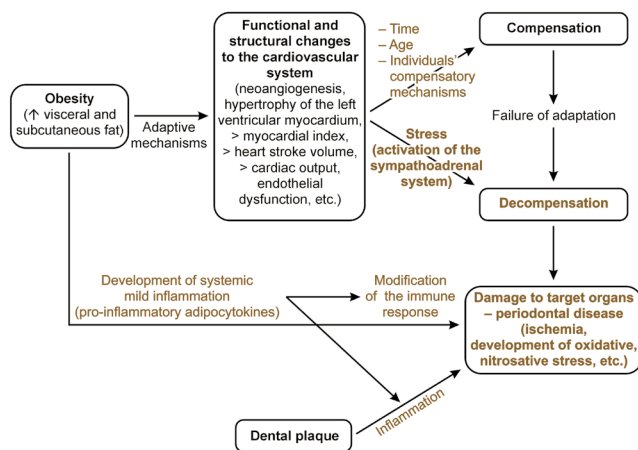 Functional and
structural changes
to the cardiovascular
system
(neoangiogenesis,
hypertrophy of the left
ventricular myocardium,
> myocardial index,
> heart stroke volume,
> cardiac output,
endothelial
dysfunction, etc.)
– Time
– Age
– Individuals'
compensatory
mechanisms
Compensation
Obesity
(↑ visceral and
subcutaneous fat)
Adaptive
mechanisms
Failure of adaptation
Stress
(activation of the
sympathoadrenal
system)
Decompensation
Development of systemic
mild inflammation
(pro-inflammatory adipocytokines)
Modification
of the immune
response
Damage to target organs
– periodontal disease
(ischemia,
development of oxidative,
nitrosative stress, etc.)
Inflammation
Dental plaque